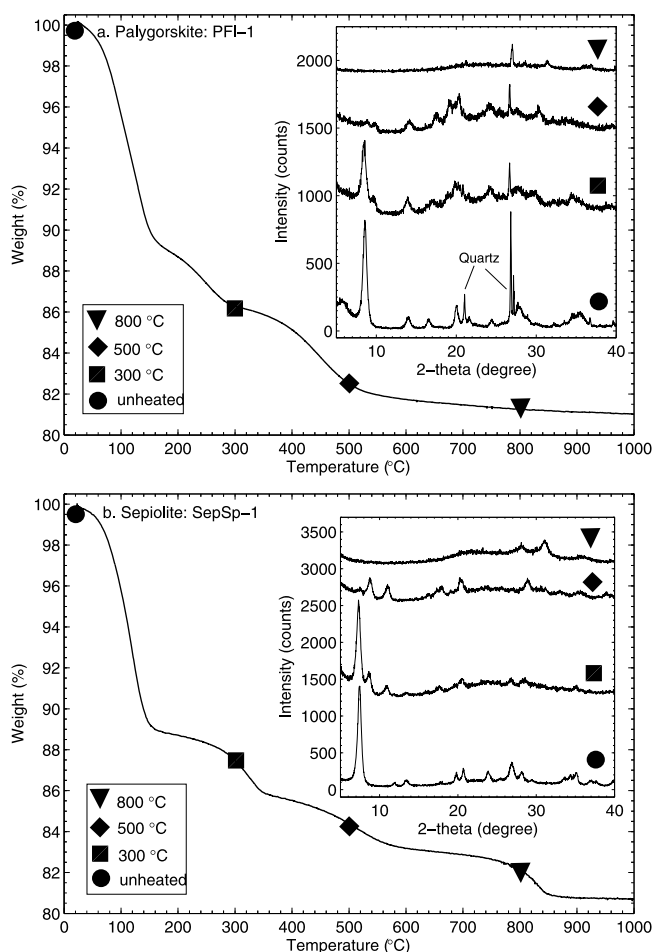 a. Palygorskite: PFl-1
Weight (%)
100
98
96
94
92
90
88
86
84
82
80
0 100 200 300 400 500 600 700 800 900 1000
Temperature (°C)
800 °C
500 °C
300 °C
unheated
Intensity (counts)
2000
1500
1000
500
0
Quartz
10 20 30 40
2-theta (degree)
b. Sepiolite: SepSp-1
Weight (%)
100
98
96
94
92
90
88
86
84
82
80
0 100 200 300 400 500 600 700 800 900 1000
Temperature (°C)
800 °C
500 °C
300 °C
unheated
Intensity (counts)
3500
3000
2500
2000
1500
1000
500
0
10 20 30 40
2-theta (degree)